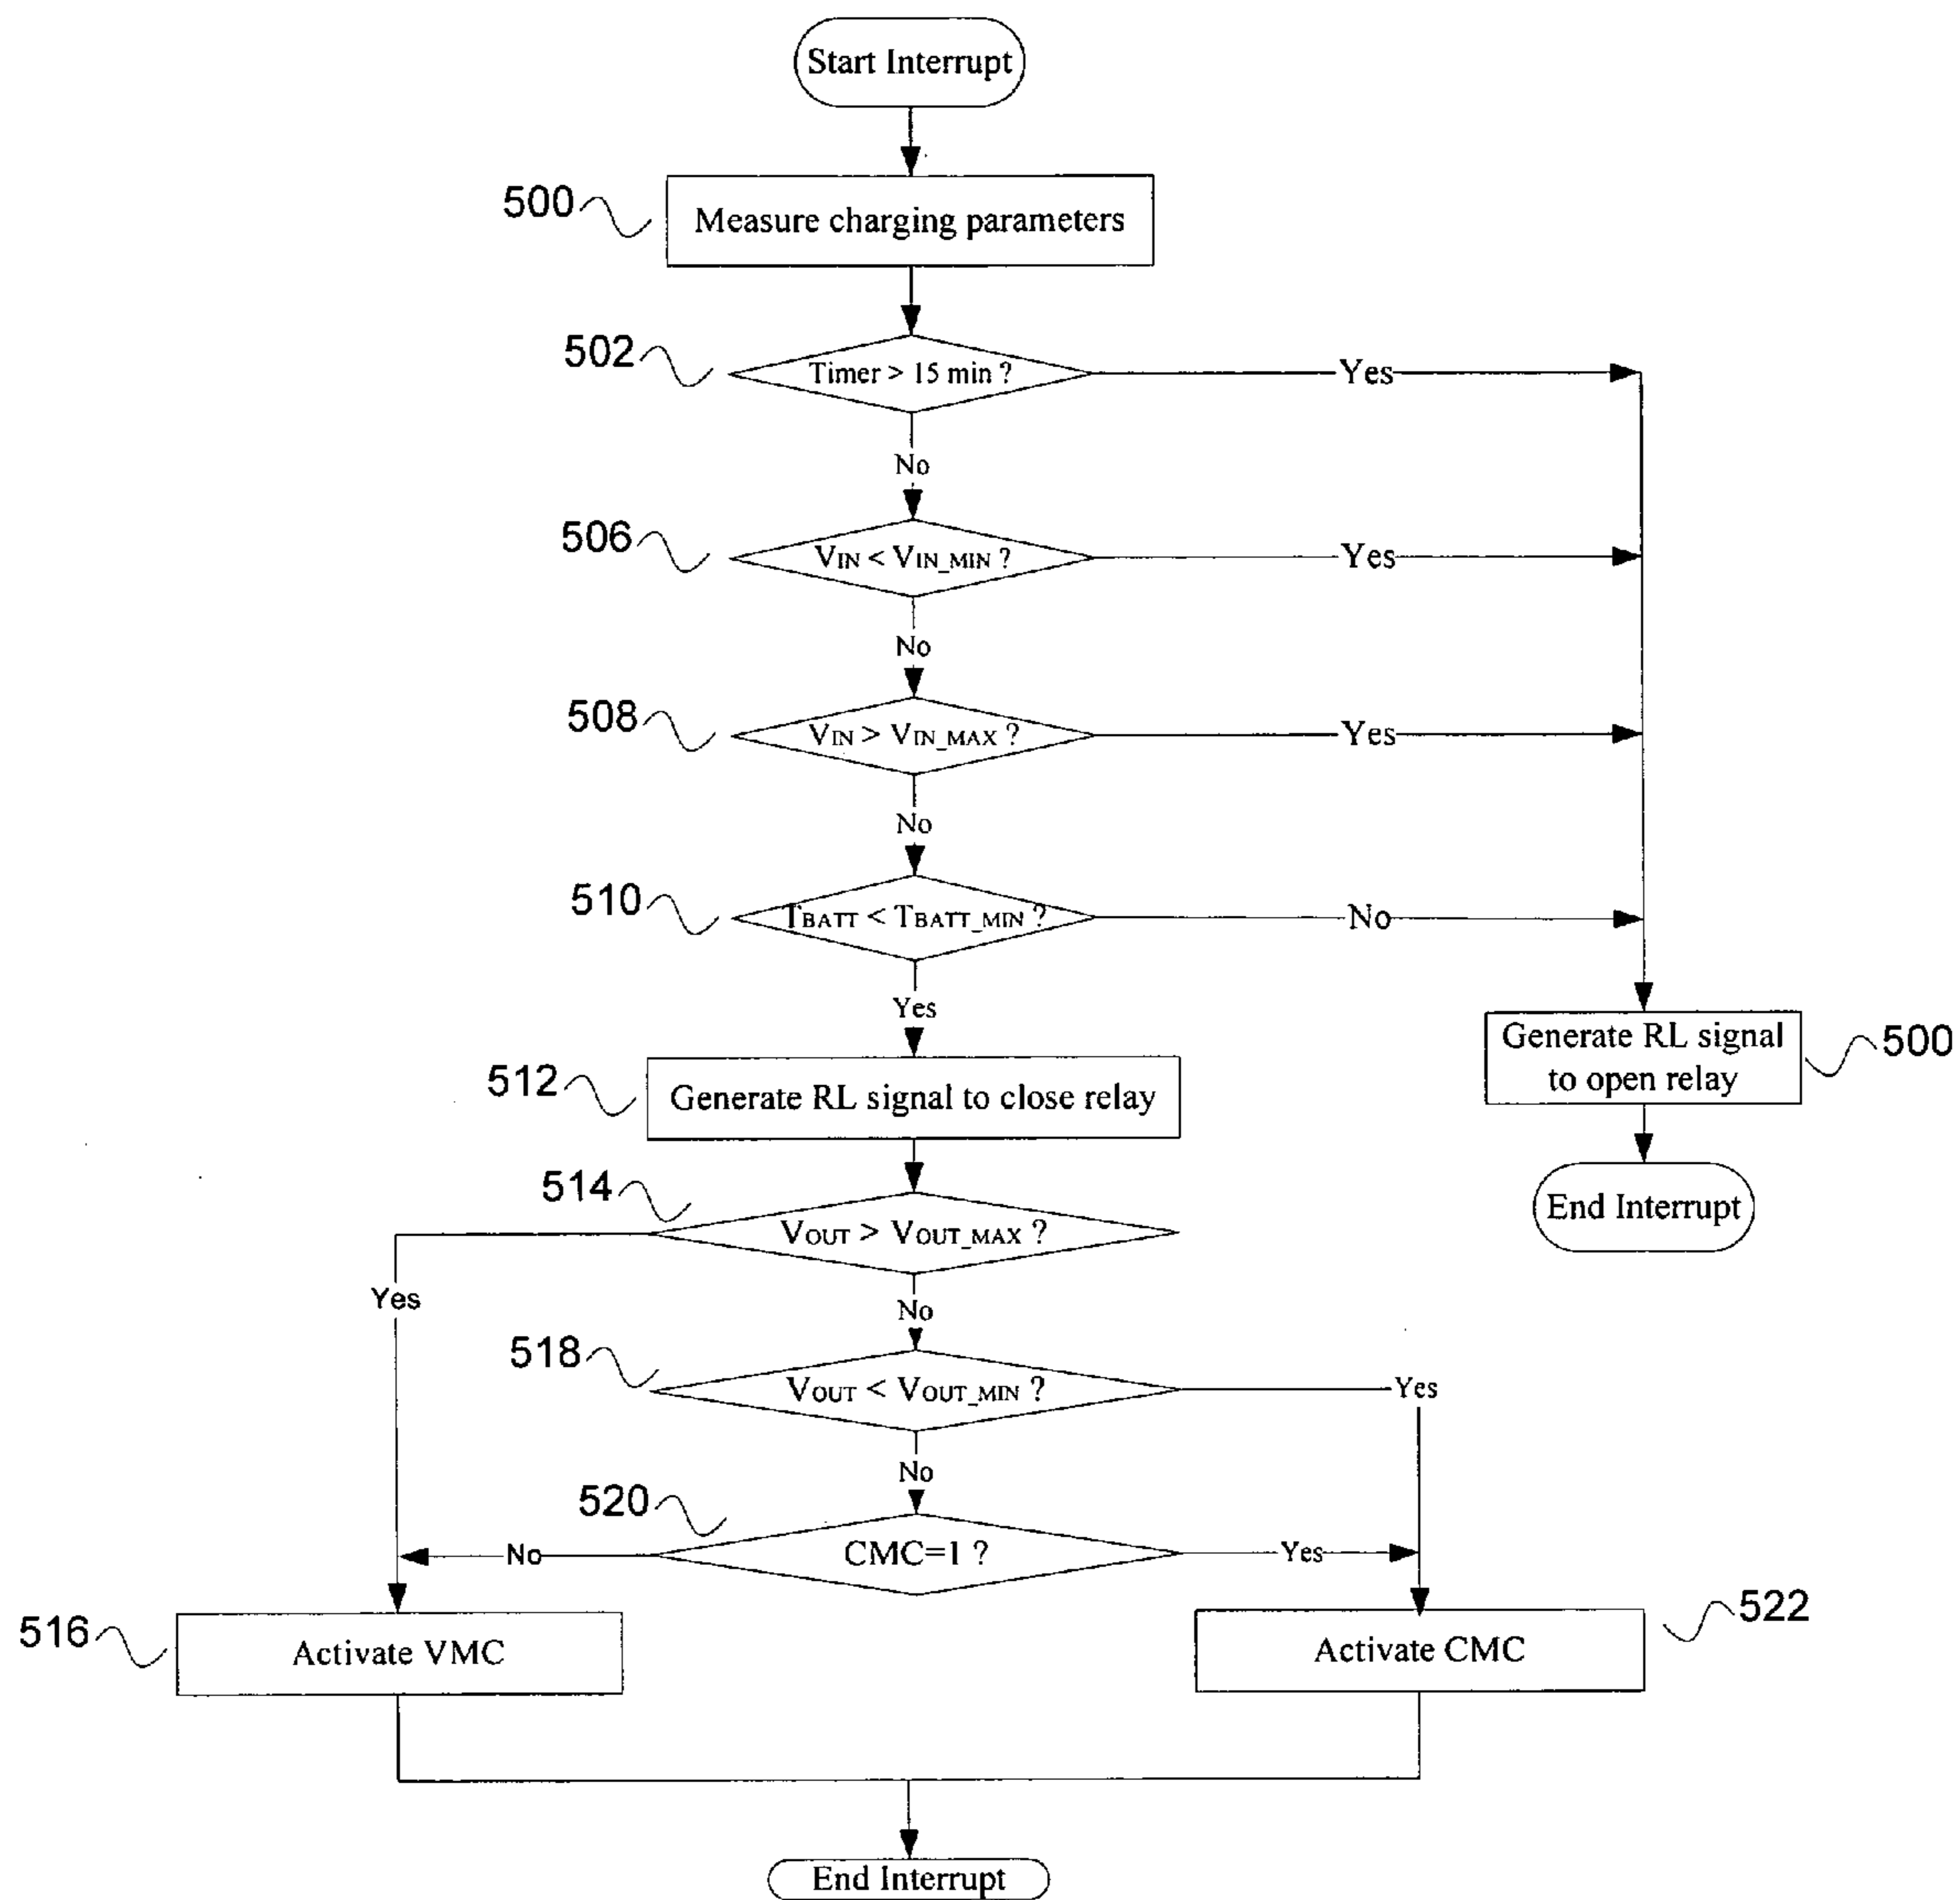 Start Interrupt
500
Measure charging parameters
502
Timer > 15 min ?
Yes
No
506
VIN < VIN_MIN ?
Yes
No
508
VIN > VIN_MAX ?
Yes
No
510
TBATT < TBATT_MIN ?
No
Yes
Generate RL signal
to open relay
500
512
Generate RL signal to close relay
End Interrupt
514
VOUT > VOUT_MAX ?
Yes
No
518
VOUT < VOUT_MIN ?
Yes
No
520
CMC=1 ?
No
Yes
516
Activate VMC
Activate CMC
522
End Interrupt